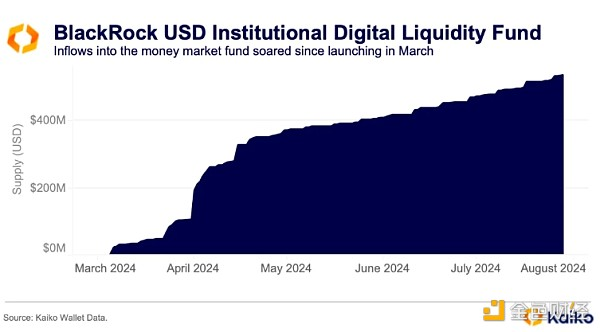 BlackRock USD Institutional Digital Liquidity Fund
Inflows into the money market fund soared since launching in March
Supply (USD)
$400M
$200M
$0M
March 2024 April 2024 May 2024 June 2024 July 2024 August 2024
Source: Kaiko Wallet Data.
金色财经
Kaiko